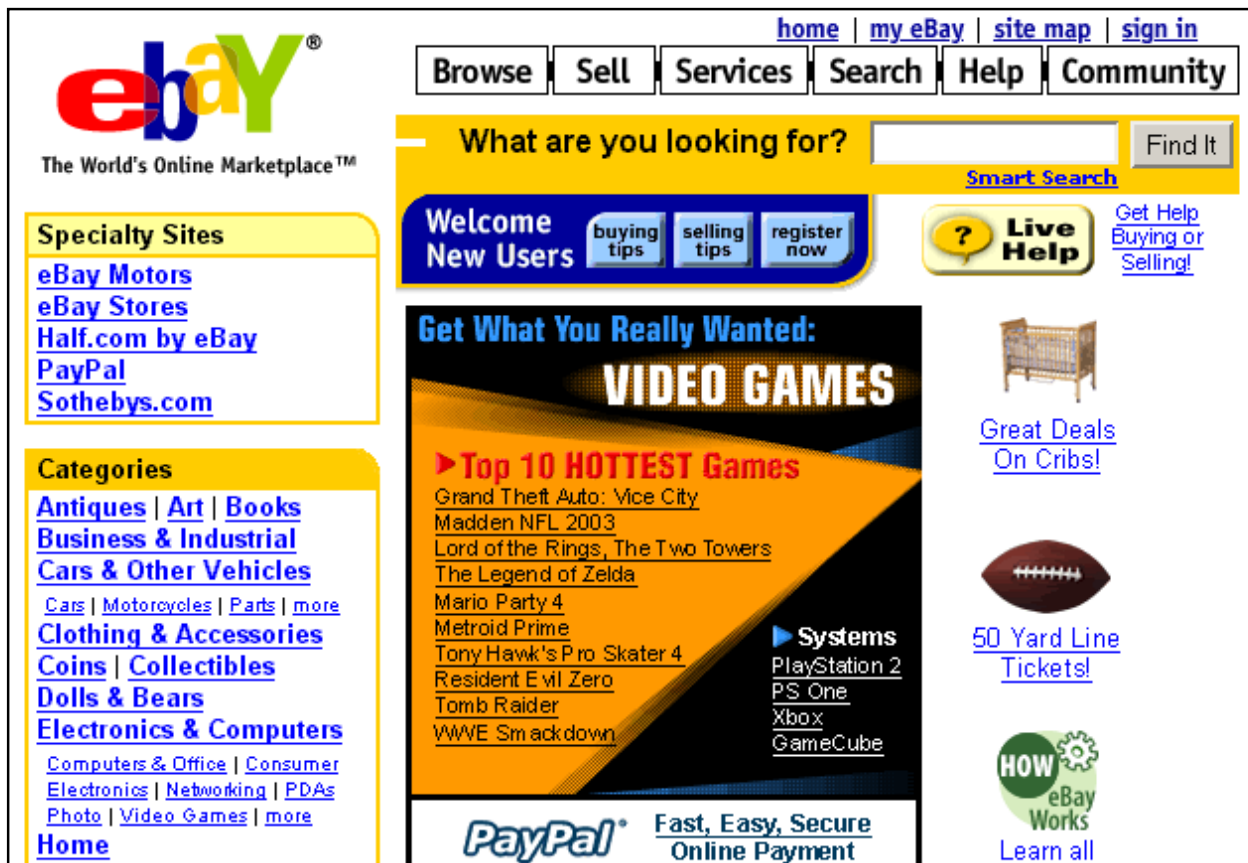 ebaY®
The World's Online Marketplace™
home | my eBay | site map | sign in
Browse Sell Services Search Help Community
What are you looking for? Find It
Smart Search
Welcome
New Users
buying
tips
selling
tips
register
now
? Live
Help
Get Help
Buying or
Selling!
Specialty Sites
eBay Motors
eBay Stores
Half.com by eBay
PayPal
Sothebys.com
Categories
Antiques | Art | Books
Business & Industrial
Cars & Other Vehicles
Cars | Motorcycles | Parts | more
Clothing & Accessories
Coins | Collectibles
Dolls & Bears
Electronics & Computers
Computers & Office | Consumer
Electronics | Networking | PDAs
Photo | Video Games | more
Home
Get What You Really Wanted:
VIDEO GAMES
Top 10 HOTTEST Games
Grand Theft Auto: Vice City
Madden NFL 2003
Lord of the Rings, The Two Towers
The Legend of Zelda
Mario Party 4
Metroid Prime
Tony Hawk's Pro Skater 4
Resident Evil Zero
Tomb Raider
WWE Smackdown
Systems
PlayStation 2
PS One
Xbox
GameCube
PayPal®
Fast, Easy, Secure
Online Payment
Great Deals
On Cribs!
50 Yard Line
Tickets!
HOW
eBay
Works
Learn all